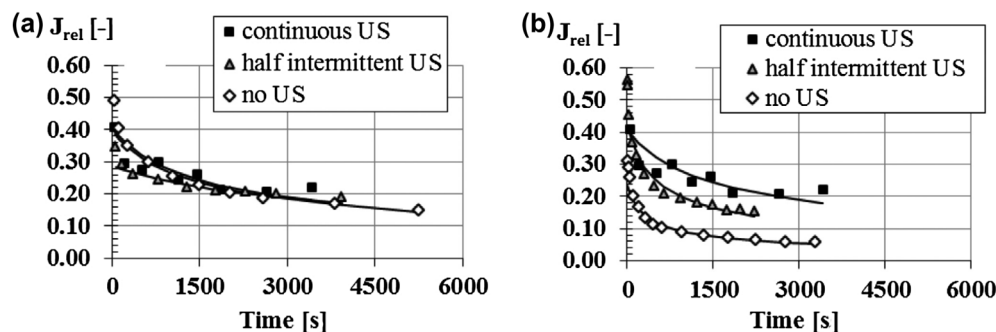 (a) J_rel [-]
continuous US
half intermittent US
no US
0.60
0.50
0.40
0.30
0.20
0.10
0.00
0 1500 3000 4500 6000
Time [s]
(b) J_rel [-]
continuous US
half intermittent US
no US
0.60
0.50
0.40
0.30
0.20
0.10
0.00
0 1500 3000 4500 6000
Time [s]